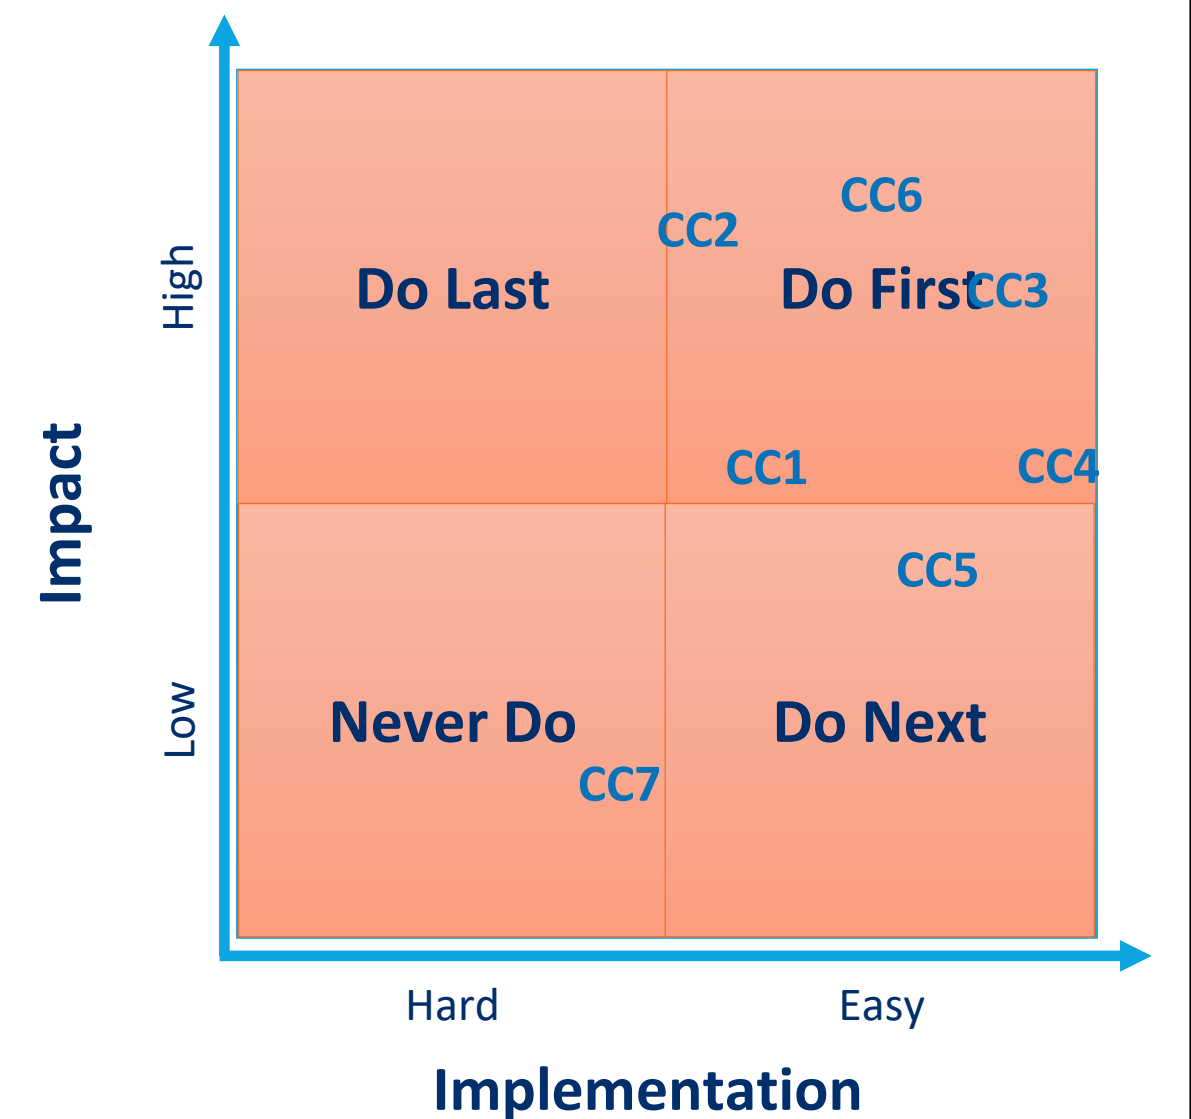 CC6
CC2
High
Do Last
Do First
CC3
Impact
CC1
CC4
CC5
Low
Never Do
Do Next
CC7
Hard
Easy
Implementation